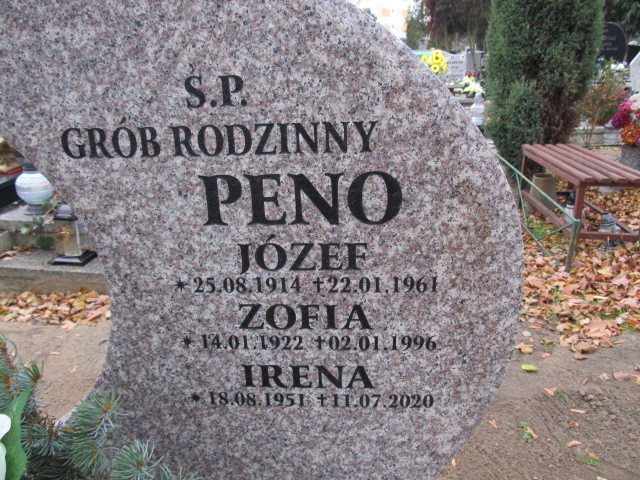 S.P.
GRÓB RODZINNY
PENO
JÓZEF
*25.08.1914 †22.01.1961
ZOFIA
*14.01.1922 †02.01.1996
IRENA
*18.08.1951 †11.07.2020